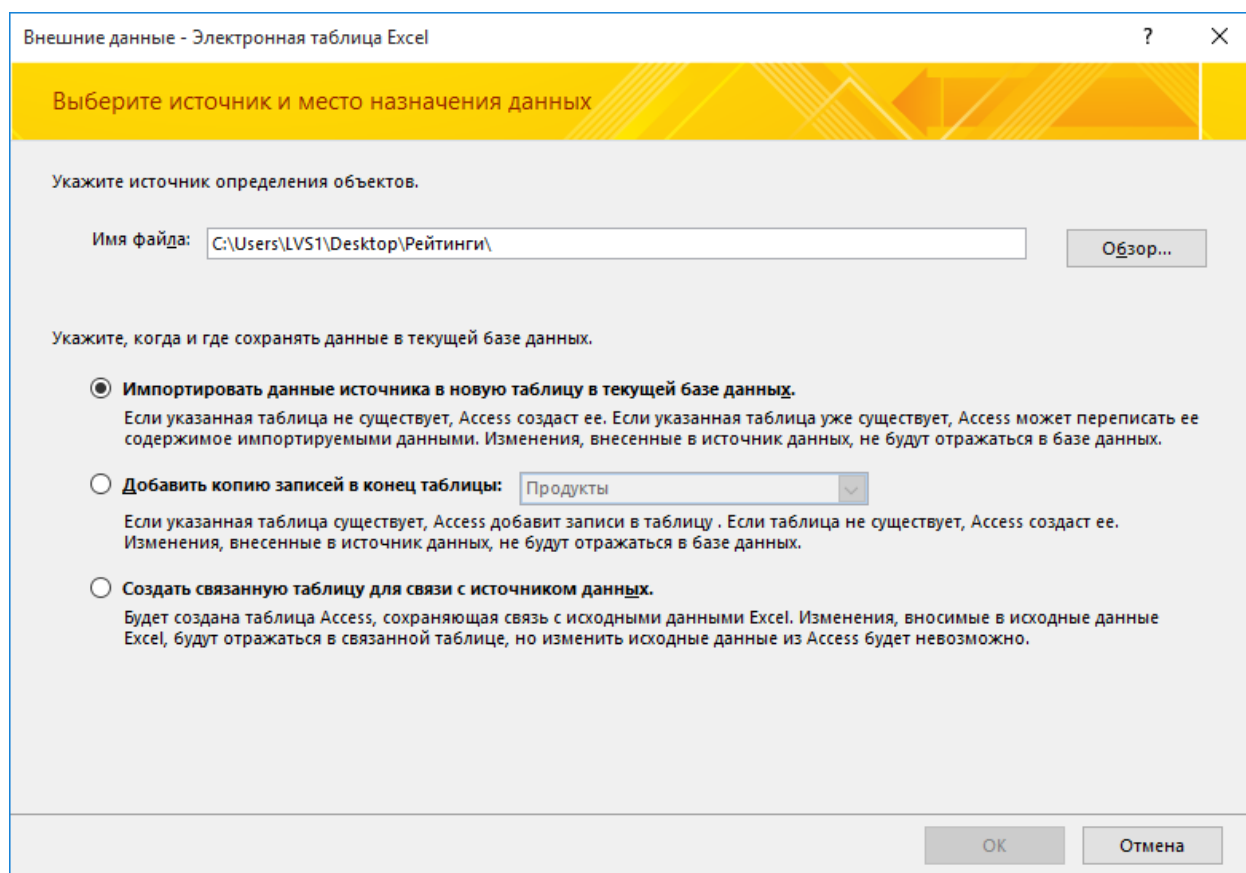 Внешние данные - Электронная таблица Excel
?
Выберите источник и место назначения данных
Укажите источник определения объектов.
Имя файла: C:\Users\LVS1\Desktop\Рейтинги\ Обзор...
Укажите, когда и где сохранять данные в текущей базе данных.
Импортировать данные источника в новую таблицу в текущей базе данных.
Если указанная таблица не существует, Access создаст ее. Если указанная таблица уже существует, Access может переписать ее
содержимое импортируемыми данными. Изменения, внесенные в источник данных, не будут отражаться в базе данных.
Добавить копию записей в конец таблицы: Продукты
Если указанная таблица существует, Access добавит записи в таблицу . Если таблица не существует, Access создаст ее.
Изменения, внесенные в источник данных, не будут отражаться в базе данных.
Создать связанную таблицу для связи с источником данных.
Будет создана таблица Access, сохраняющая связь с исходными данными Excel. Изменения, вносимые в исходные данные
Excel, будут отражаться в связанной таблице, но изменить исходные данные из Access будет невозможно.
ОК Отмена